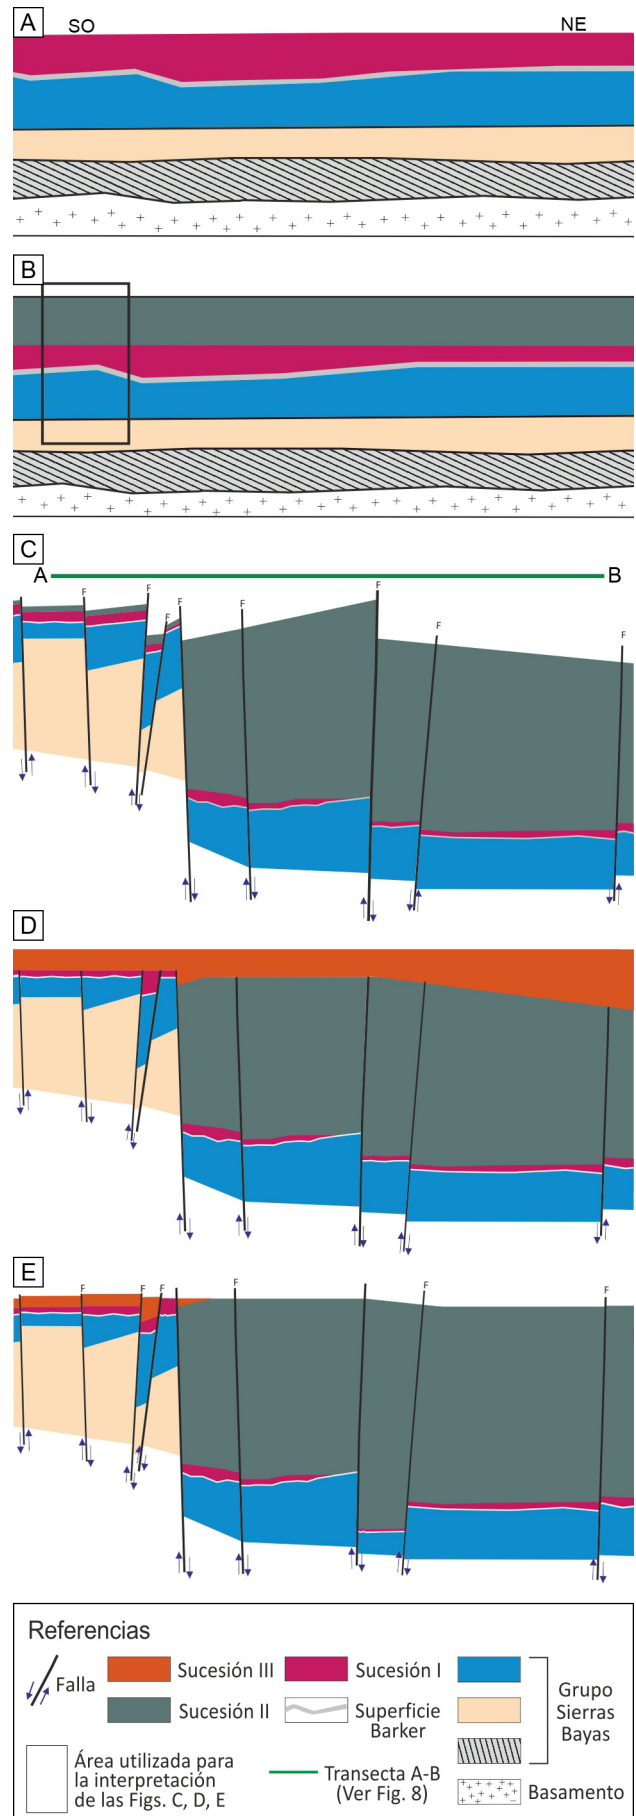 A
SO
NE
B
C
A
B
F
F
F
F
F
F
F
F
D
E
F
F
F
F
F
F
Referencias
Falla
Sucesión III
Sucesión I
Sucesión II
Superficie
Barker
Grupo
Sierras
Bayas
Área utilizada para
la interpretación
de las Figs. C, D, E
Transecta A-B
(Ver Fig. 8)
Basamento